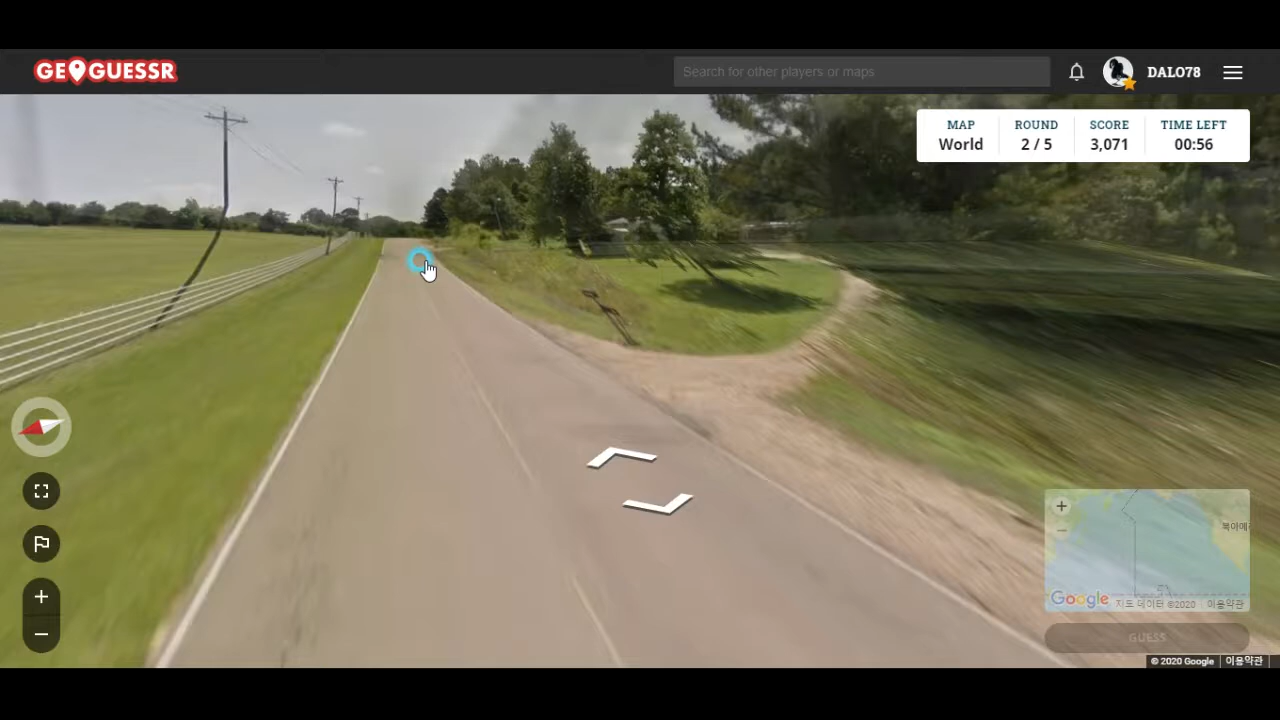 GEOGUESSR
Search for other players or maps
DALO78
MAP
World
ROUND
2 / 5
SCORE
3,071
TIME LEFT
00:56
+
−
+
−
북아메리
Google
지도 데이터 ©2020
이용약관
GUESS
© 2020 Google
이용약관